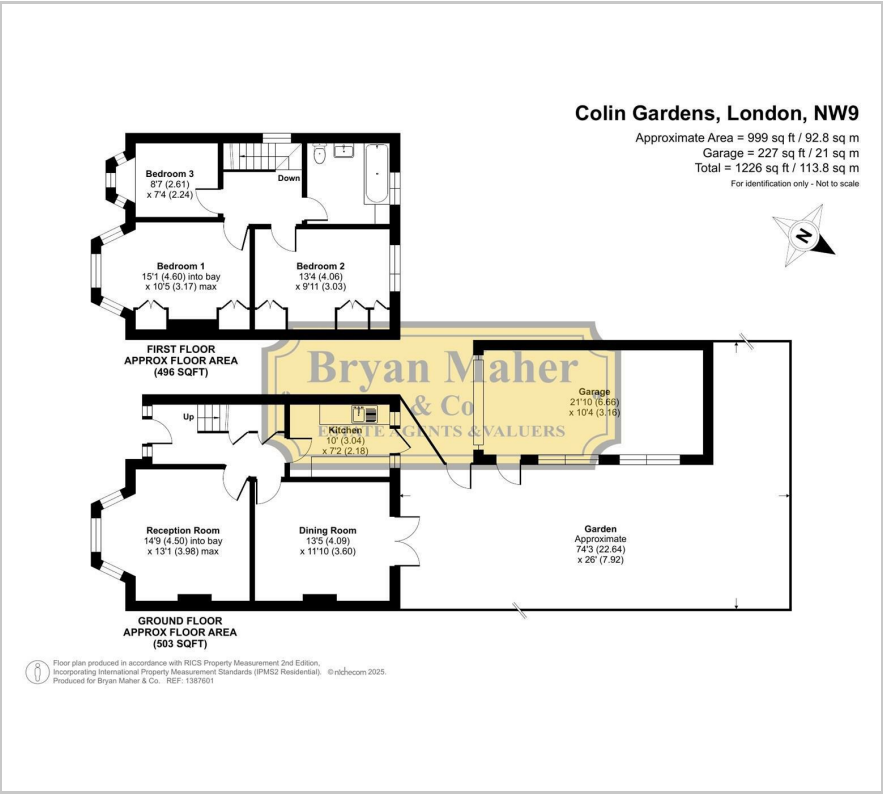 Colin Gardens, London, NW9
Approximate Area = 999 sq ft / 92.8 sq m
Garage = 227 sq ft / 21 sq m
Total = 1226 sq ft / 113.8 sq m
For identification only - Not to scale
N
Bedroom 3
8'7 (2.61)
x 7'4 (2.24)
Down
Bedroom 1
15'1 (4.60) into bay
x 10'5 (3.17) max
Bedroom 2
13'4 (4.06)
x 9'11 (3.03)
FIRST FLOOR
APPROX FLOOR AREA
(496 SQFT)
Bryan Maher
& Co
ESTATE AGENTS & VALUERS
Garage
21'10 (6.66)
x 10'4 (3.16)
Up
Kitchen
10' (3.04)
x 7'2 (2.18)
Reception Room
14'9 (4.50) into bay
x 13'1 (3.98) max
Dining Room
13'5 (4.09)
x 11'10 (3.60)
Garden
Approximate
74'3 (22.64)
x 26' (7.92)
GROUND FLOOR
APPROX FLOOR AREA
(503 SQFT)
Floor plan produced in accordance with RICS Property Measurement 2nd Edition,
Incorporating International Property Measurement Standards (IPMS2 Residential). © nichecom 2025.
Produced for Bryan Maher & Co. REF: 1387601